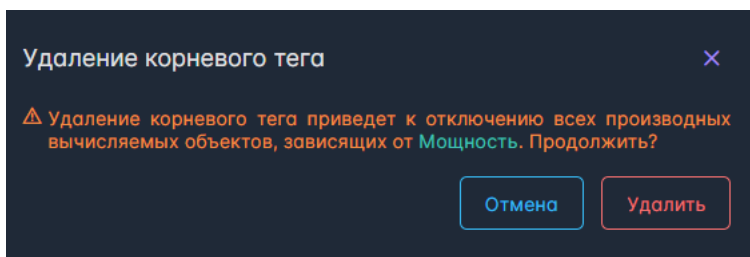 Удаление корневого тега
Удаление корневого тега приведет к отключению всех производных
вычисляемых объектов, зависящих от Мощность. Продолжить?
Отмена
Удалить